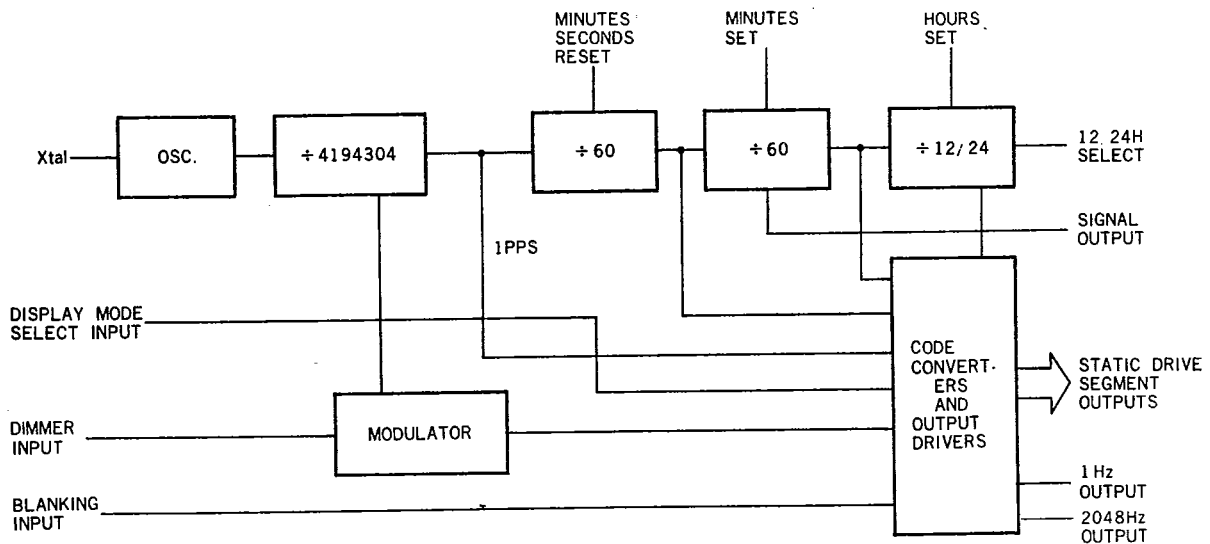 MINUTES
SECONDS
RESET
MINUTES
SET
HOURS
SET
Xtal
OSC.
÷4194304
÷60
÷60
÷12/24
12, 24H
SELECT
SIGNAL
OUTPUT
1PPS
DISPLAY MODE
SELECT INPUT
CODE
CONVERT-
ERS
AND
OUTPUT
DRIVERS
STATIC DRIVE
SEGMENT
OUTPUTS
DIMMER
INPUT
MODULATOR
BLANKING
INPUT
1Hz
OUTPUT
2048Hz
OUTPUT